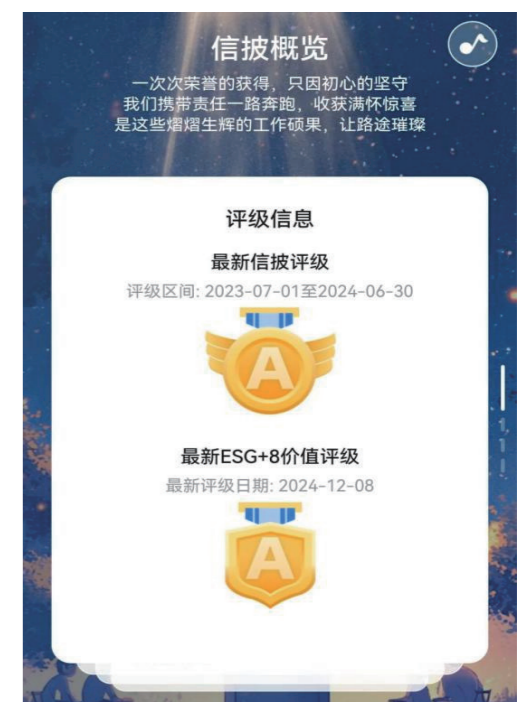 信披概览
一次次荣誉的获得，只因初心的坚守
我们携带责任一路奔跑，收获满怀惊喜
是这些熠熠生辉的工作硕果，让路途璀璨
评级信息
最新信披评级
评级区间: 2023-07-01至2024-06-30
A
最新ESG+8价值评级
最新评级日期: 2024-12-08
A